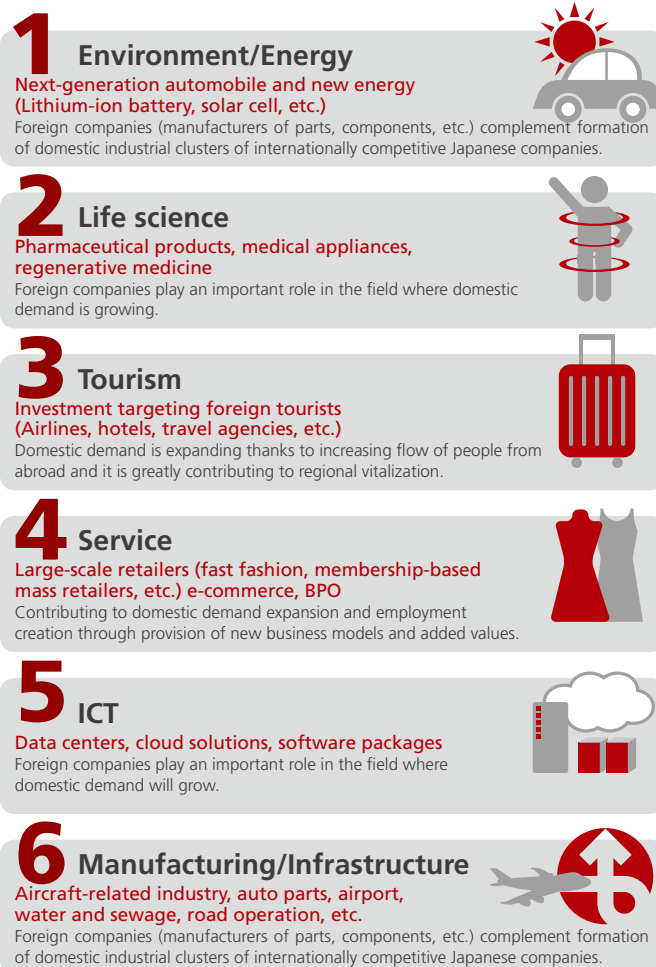 1 Environment/Energy
Next-generation automobile and new energy
(Lithium-ion battery, solar cell, etc.)
Foreign companies (manufacturers of parts, components, etc.) complement formation
of domestic industrial clusters of internationally competitive Japanese companies.
2 Life science
Pharmaceutical products, medical appliances,
regenerative medicine
Foreign companies play an important role in the field where domestic
demand is growing.
3 Tourism
Investment targeting foreign tourists
(Airlines, hotels, travel agencies, etc.)
Domestic demand is expanding thanks to increasing flow of people from
abroad and it is greatly contributing to regional vitalization.
4 Service
Large-scale retailers (fast fashion, membership-based
mass retailers, etc.) e-commerce, BPO
Contributing to domestic demand expansion and employment
creation through provision of new business models and added values.
5 ICT
Data centers, cloud solutions, software packages
Foreign companies play an important role in the field where
domestic demand will grow.
6 Manufacturing/Infrastructure
Aircraft-related industry, auto parts, airport,
water and sewage, road operation, etc.
Foreign companies (manufacturers of parts, components, etc.) complement formation
of domestic industrial clusters of internationally competitive Japanese companies.